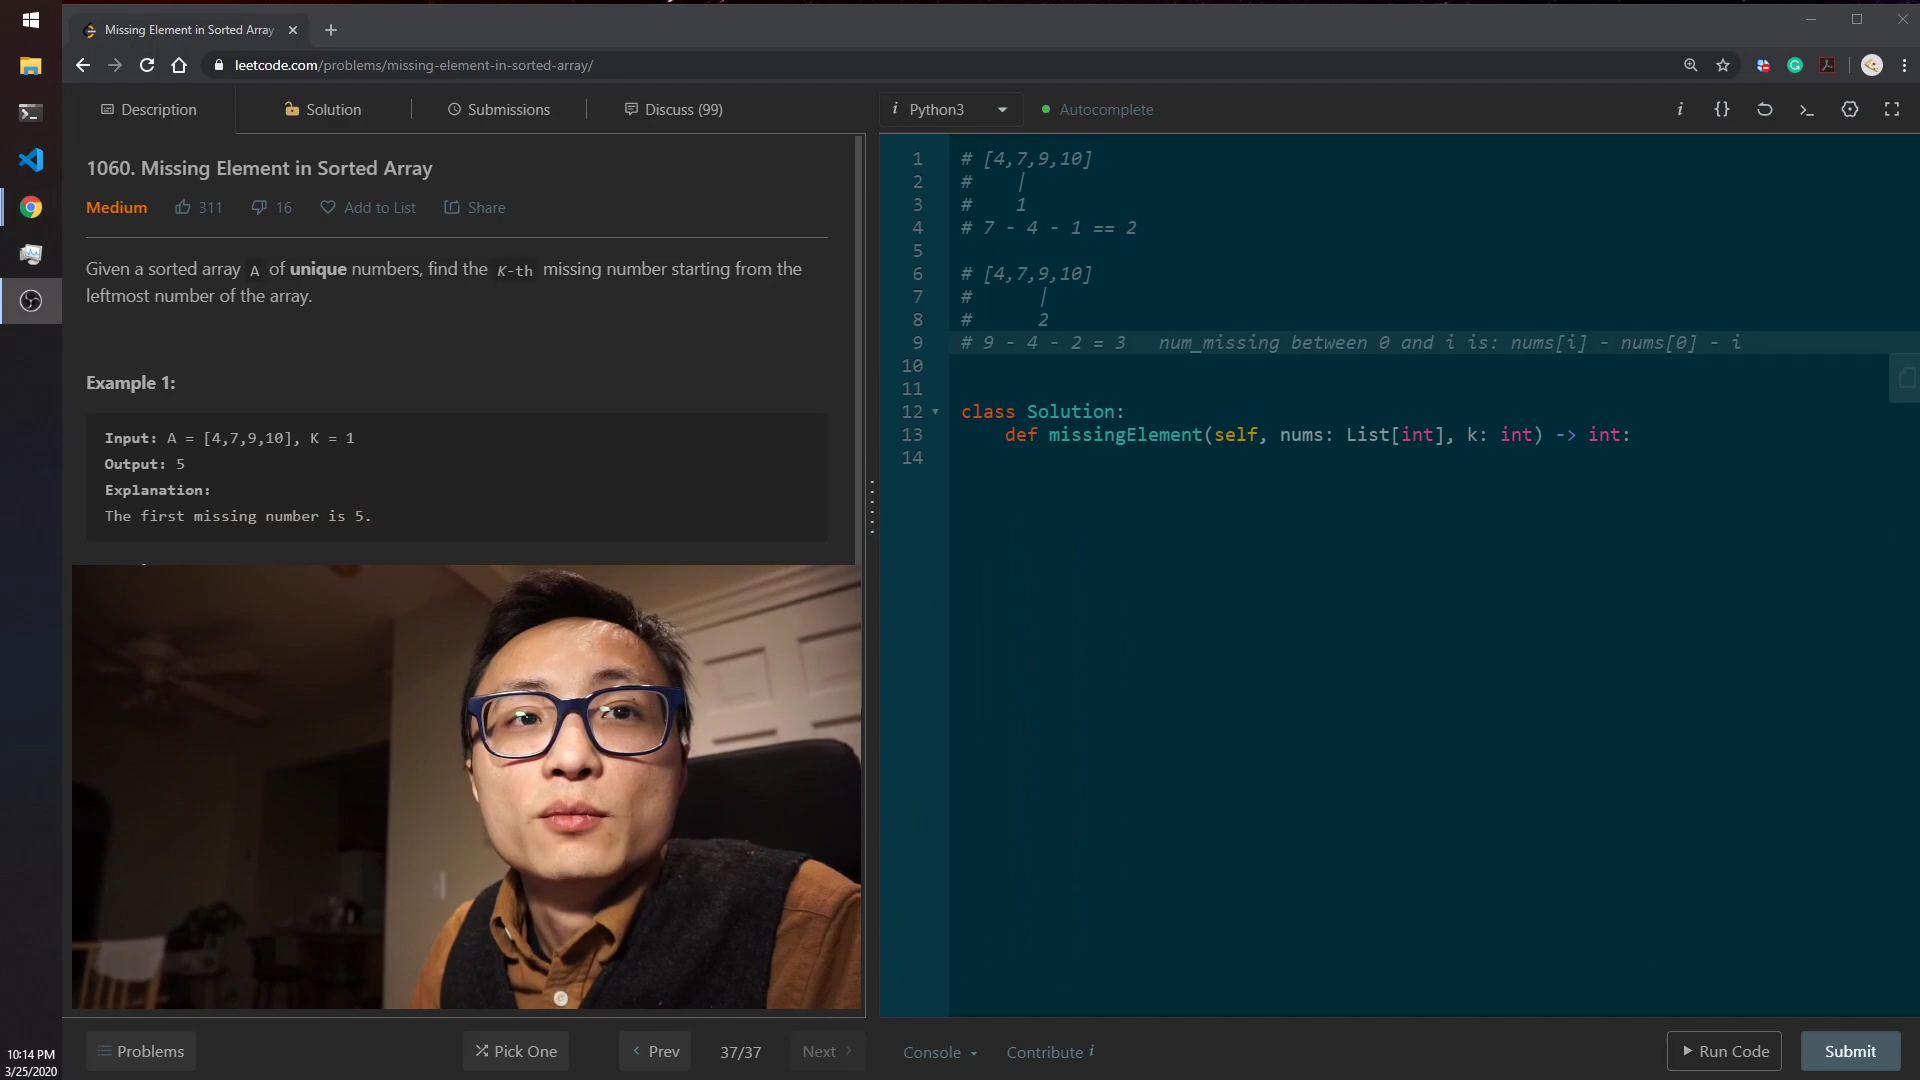 Missing Element in Sorted Array
leetcode.com/problems/missing-element-in-sorted-array/
Description
Solution
Submissions
Discuss (99)
i Python3
Autocomplete
1060. Missing Element in Sorted Array
Medium 311 16 Add to List Share
Given a sorted array A of unique numbers, find the K-th missing number starting from the
leftmost number of the array.
Example 1:
Input: A = [4,7,9,10], K = 1
Output: 5
Explanation:
The first missing number is 5.
1 # [4,7,9,10]
2 # |
3 # 1
4 # 7 - 4 - 1 == 2
5
6 # [4,7,9,10]
7 # |
8 # 2
9 # 9 - 4 - 2 = 3 num_missing between 0 and i is: nums[i] - nums[0] - i
10
11
12 class Solution:
13 def missingElement(self, nums: List[int], k: int) -> int:
14
Problems
Pick One
Prev
37/37
Next
Console
Contribute i
Run Code
Submit
10:14 PM
3/25/2020